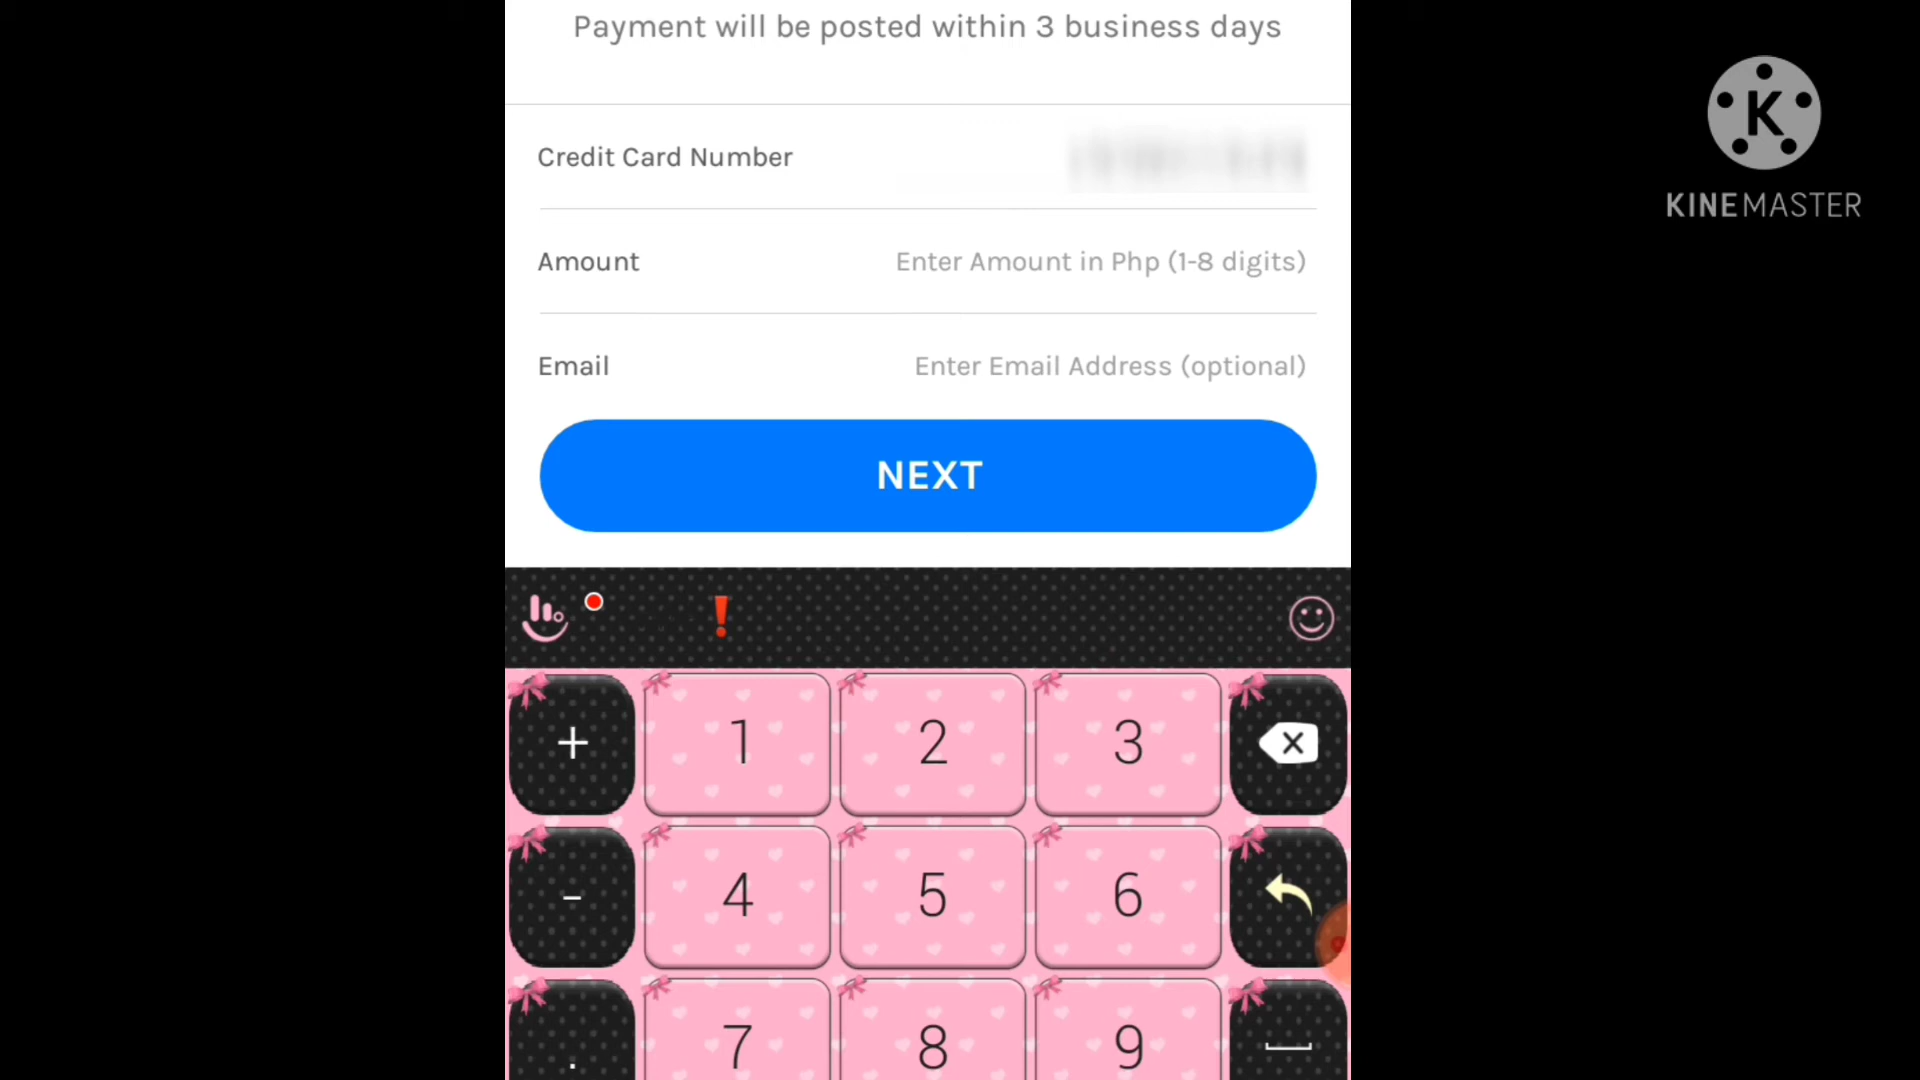 Payment will be posted within 3 business days
KINEMASTER
Credit Card Number
Amount Enter Amount in Php (1-8 digits)
Email Enter Email Address (optional)
NEXT
+ 1 2 3
- 4 5 6
. 7 8 9